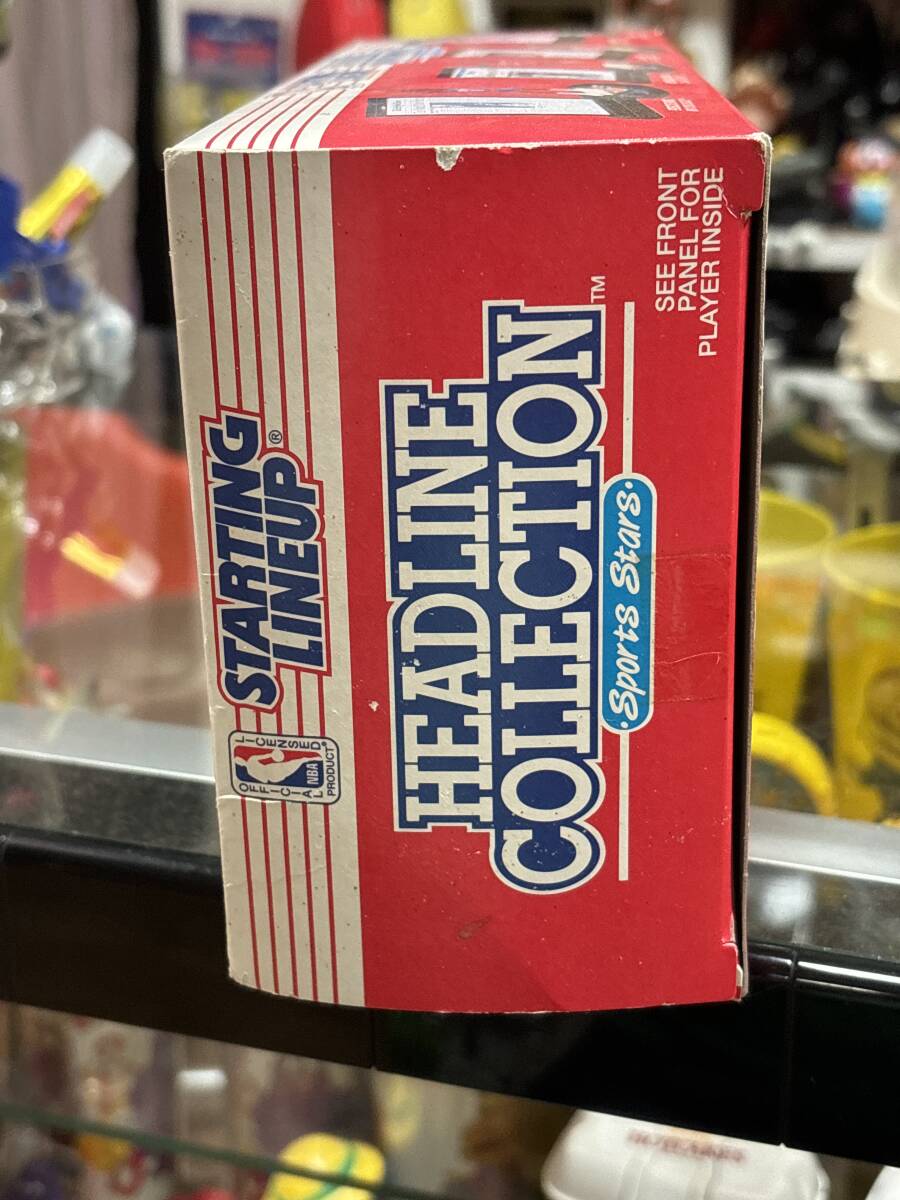 STARTING
LINEUP®
OFFICIAL
LICENSED
NBA
PRODUCT®
HEADLINE
COLLECTION™
·Sports Stars·
SEE FRONT
PANEL FOR
PLAYER INSIDE